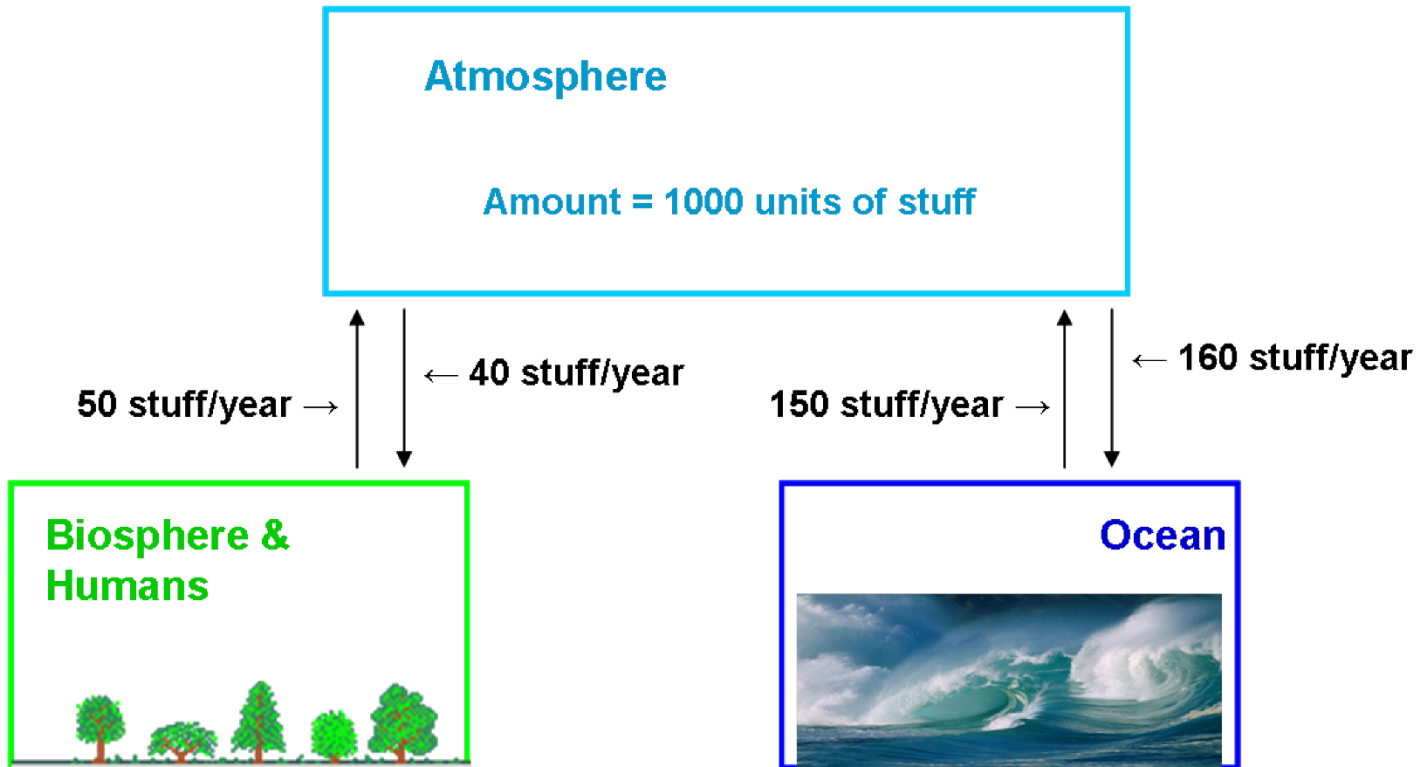 Atmosphere
Amount = 1000 units of stuff
← 40 stuff/year
50 stuff/year →
← 160 stuff/year
150 stuff/year →
Biosphere &
Humans
Ocean